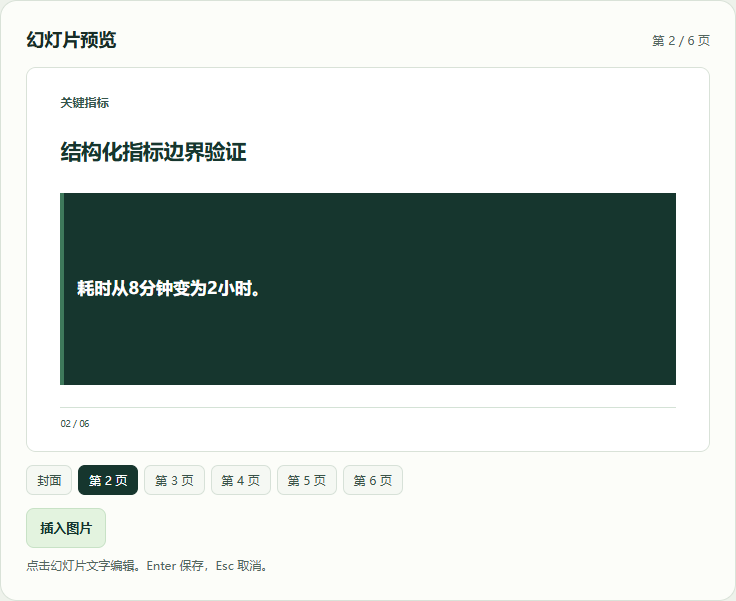 幻灯片预览
第 2 / 6 页
关键指标
结构化指标边界验证
耗时从8分钟变为2小时。
02 / 06
封面
第 2 页
第 3 页
第 4 页
第 5 页
第 6 页
插入图片
点击幻灯片文字编辑。Enter 保存，Esc 取消。